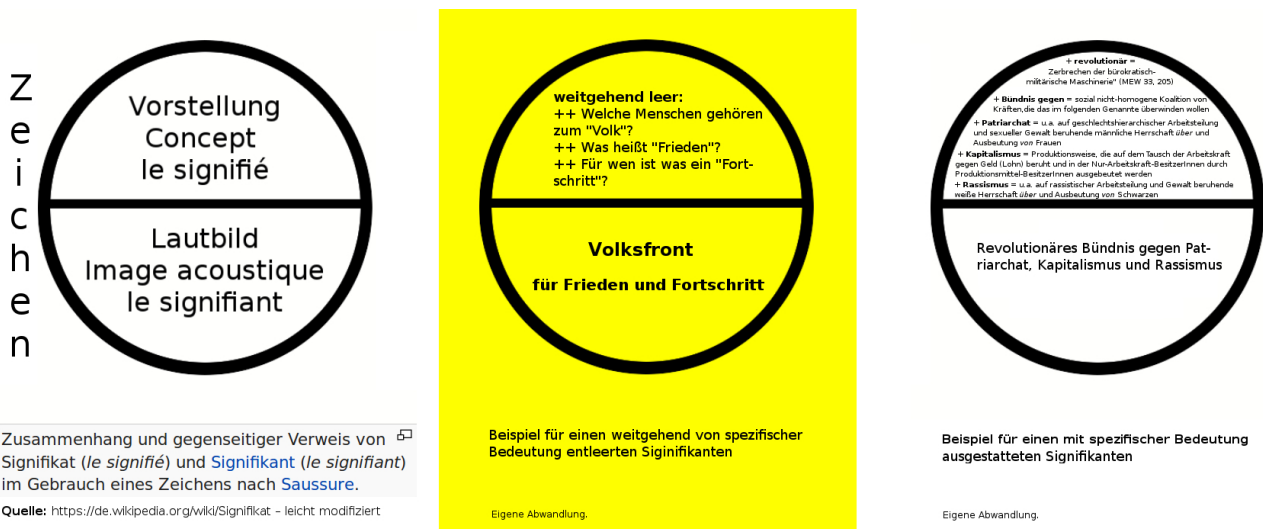 Zeichen
Vorstellung
Concept
le signifié
Lautbild
Image acoustique
le signifiant
Zusammenhang und gegenseitiger Verweis von
Signifikat (le signifié) und Signifikant (le signifiant)
im Gebrauch eines Zeichens nach Saussure.
Quelle: https://de.wikipedia.org/wiki/Signifikat – leicht modifiziert
weitgehend leer:
++ Welche Menschen gehören
zum "Volk"?
++ Was heißt "Frieden"?
++ Für wen ist was ein "Fort-
schritt"?
Volksfront
für Frieden und Fortschritt
Beispiel für einen weitgehend von spezifischer
Bedeutung entleerten Siginifikanten
Eigene Abwandlung.
+ revolutionär =
Zerbrechen der bürokratisch-
militärische Maschinerie" (MEW 33, 205)
+ Bündnis gegen = sozial nicht-homogene Koalition von
Kräften,die das im folgenden Genannte überwinden wollen
+ Patriarchat = u.a. auf geschlechtshierarchischer Arbeitsteilung
und sexueller Gewalt beruhende männliche Herrschaft über und
Ausbeutung von Frauen
+ Kapitalismus = Produktionsweise, die auf dem Tausch der Arbeitskraft
gegen Geld (Lohn) beruht und in der Nur-Arbeitskraft-BesitzerInnen durch
Produktionsmittel-BesitzerInnen ausgebeutet werden
+ Rassismus = u.a. auf rassistischer Arbeitsteilung und Gewalt beruhende
weiße Herrschaft über und Ausbeutung von Schwarzen
Revolutionäres Bündnis gegen Pat-
riarchat, Kapitalismus und Rassismus
Beispiel für einen mit spezifischer Bedeutung
ausgestatteten Signifikanten
Eigene Abwandlung.